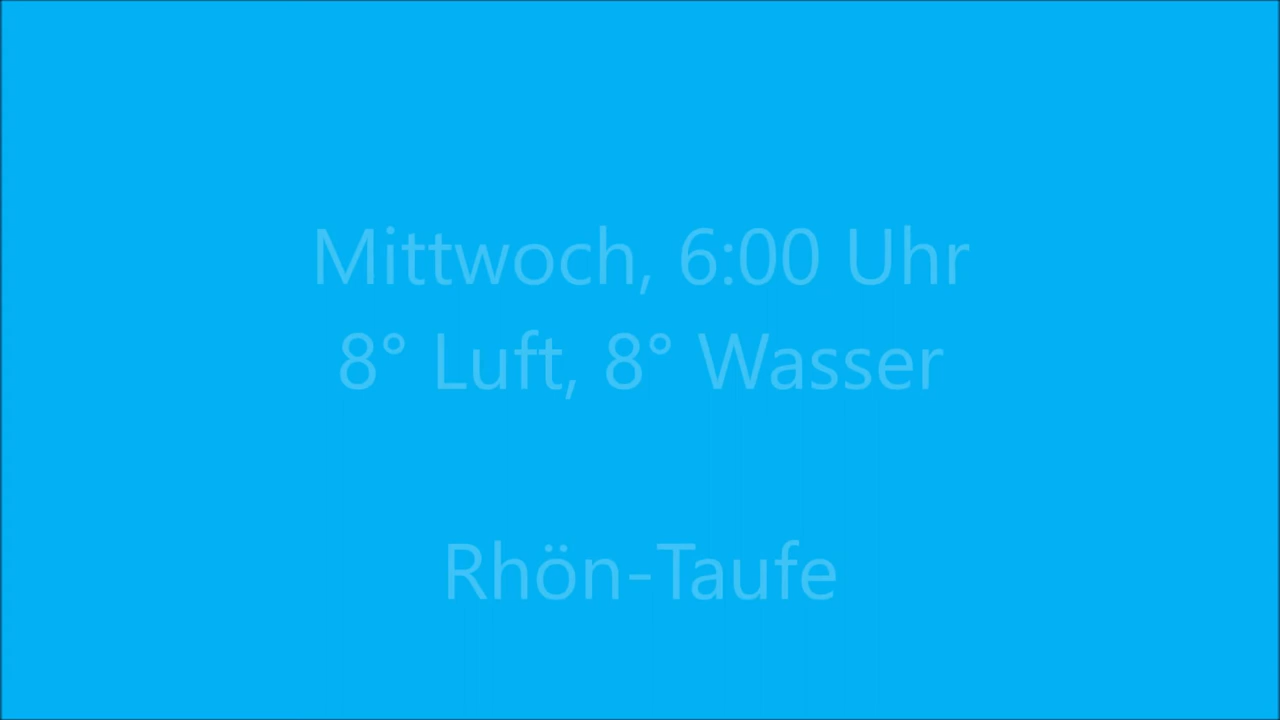 Mittwoch, 6:00 Uhr
8° Luft, 8° Wasser
Rhön-Taufe